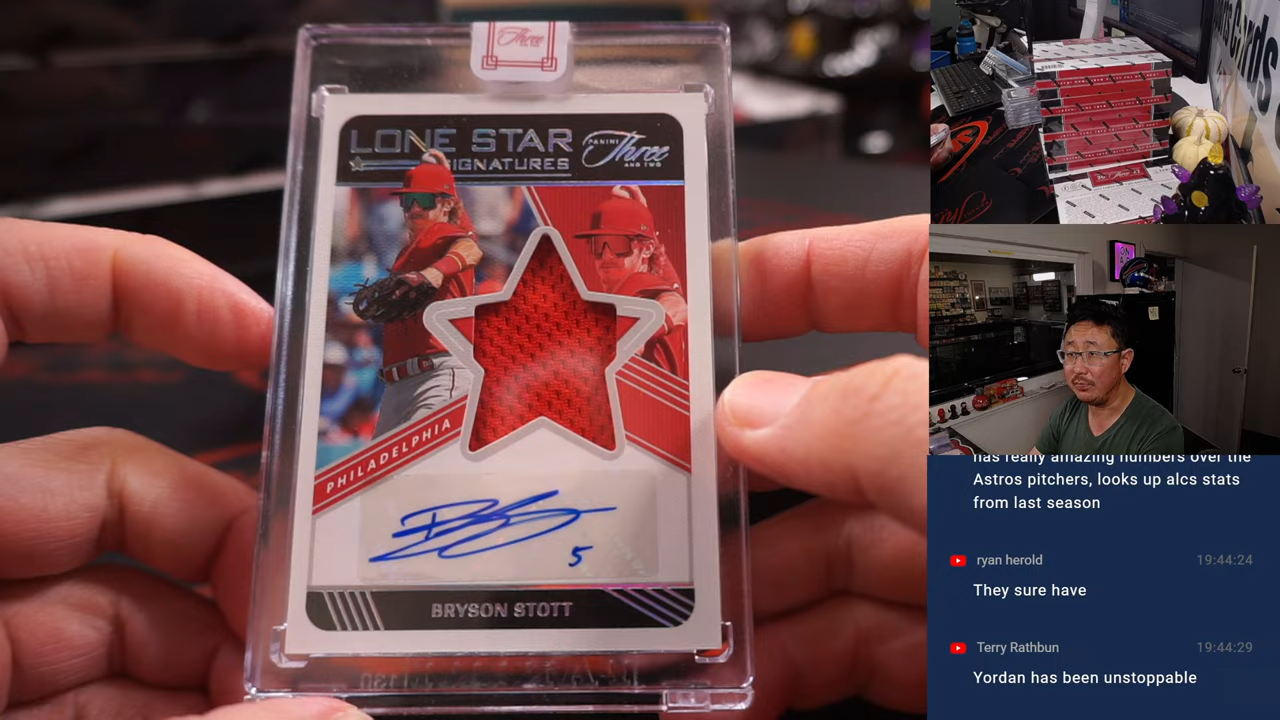 Three
LONE STAR
SIGNATURES
PANINI
Three
AND TWO
PHILADELPHIA
5
BRYSON STOTT
has really amazing numbers over the
Astros pitchers, looks up alcs stats
from last season
ryan herold 19:44:24
They sure have
Terry Rathbun 19:44:29
Yordan has been unstoppable